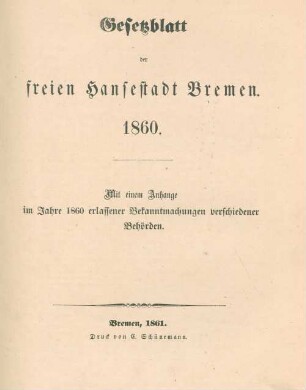 Gesetzblatt
der
freien Hansestadt Bremen.
1860.
Mit einem Anhange
im Jahre 1860 erlassener Bekanntmachungen verschiedener
Behörden.
Bremen, 1861.
Druck von C. Schünemann.